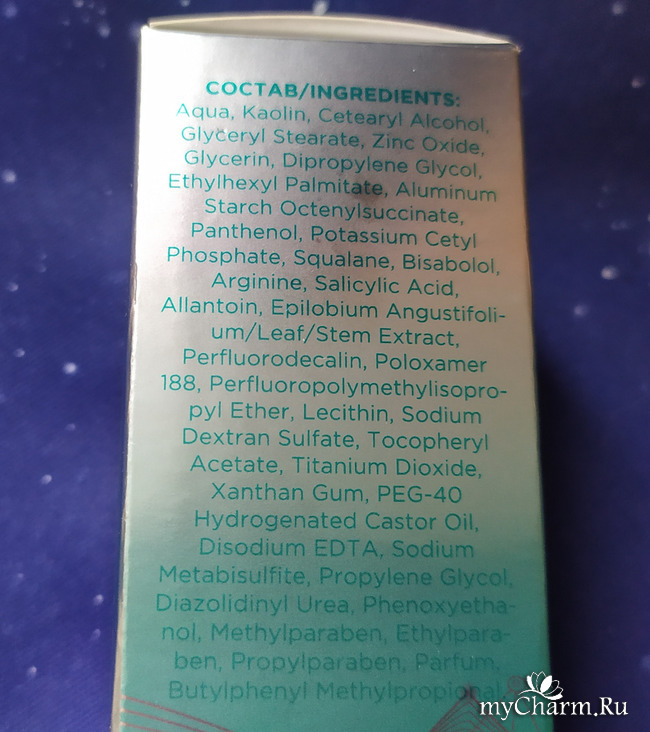 СОСТАВ/INGREDIENTS:
Aqua, Kaolin, Cetearyl Alcohol,
Glyceryl Stearate, Zinc Oxide,
Glycerin, Dipropylene Glycol,
Ethylhexyl Palmitate, Aluminum
Starch Octenylsuccinate,
Panthenol, Potassium Cetyl
Phosphate, Squalane, Bisabolol,
Arginine, Salicylic Acid,
Allantoin, Epilobium Angustifoli-
um/Leaf/Stem Extract,
Perfluorodecalin, Poloxamer
188, Perfluoropolymethylisopro-
pyl Ether, Lecithin, Sodium
Dextran Sulfate, Tocopheryl
Acetate, Titanium Dioxide,
Xanthan Gum, PEG-40
Hydrogenated Castor Oil,
Disodium EDTA, Sodium
Metabisulfite, Propylene Glycol,
Diazolidinyl Urea, Phenoxyetha-
nol, Methylparaben, Ethylpara-
ben, Propylparaben, Parfum,
Butylphenyl Methylpropional.
myCharm.Ru